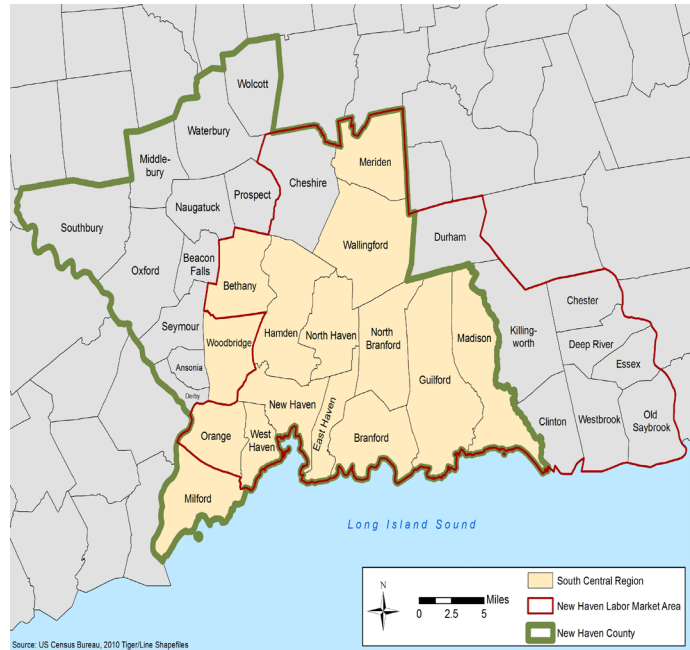 Wolcott
Waterbury
Middle-
bury
Meriden
Cheshire
Prospect
Naugatuck
Southbury
Wallingford
Durham
Oxford
Beacon
Falls
Bethany
Chester
Seymour
Woodbridge
Hamden
North Haven
North
Branford
Madison
Killing-
worth
Deep River
Essex
Ansonia
Guilford
Derby
New Haven
East Haven
Orange
West
Haven
Branford
Clinton
Westbrook
Old
Saybrook
Milford
Long Island Sound
N
Miles
0 2.5 5
South Central Region
New Haven Labor Market Area
New Haven County
Source: US Census Bureau, 2010 Tiger/Line Shapefiles